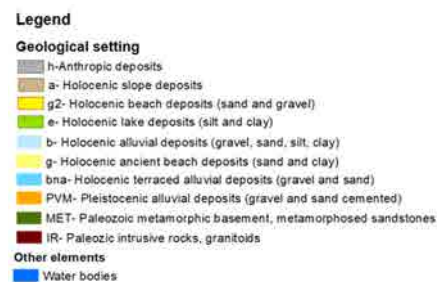 Legend
Geological setting
h-Anthropic deposits
a- Holocenic slope deposits
g2- Holocenic beach deposits (sand and gravel)
e- Holocenic lake deposits (silt and clay)
b- Holocenic alluvial deposits (gravel, sand, silt, clay)
g- Holocenic ancient beach deposits (sand and clay)
bna- Holocenic terraced alluvial deposits (gravel and sand)
PVM- Pleistocenic alluvial deposits (gravel and sand cemented)
MET- Paleozoic metamorphic basement, metamorphosed sandstones
IR- Paleozic intrusive rocks, granitoids
Other elements
Water bodies